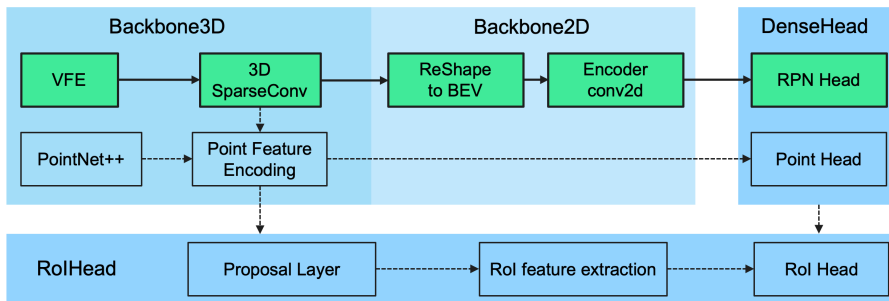 Backbone3D
Backbone2D
DenseHead
VFE
3D
SparseConv
ReShape
to BEV
Encoder
conv2d
RPN Head
PointNet++
Point Feature
Encoding
Point Head
RoIHead
Proposal Layer
RoI feature extraction
RoI Head